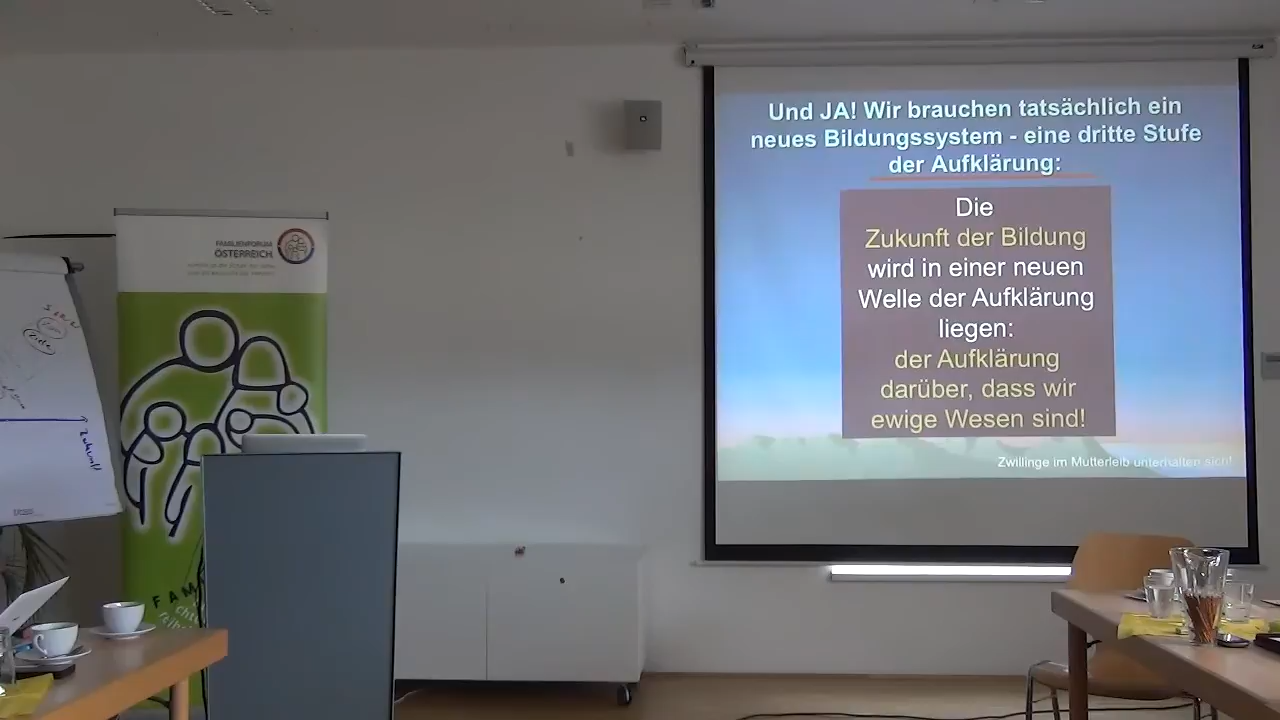 Und JA! Wir brauchen tatsächlich ein
neues Bildungssystem - eine dritte Stufe
der Aufklärung:
Die
Zukunft der Bildung
wird in einer neuen
Welle der Aufklärung
liegen:
der Aufklärung
darüber, dass wir
ewige Wesen sind!
Zwillinge im Mutterleib unterhalten sich!
FAMILIENFORUM
ÖSTERREICH
Zukunft
FAM